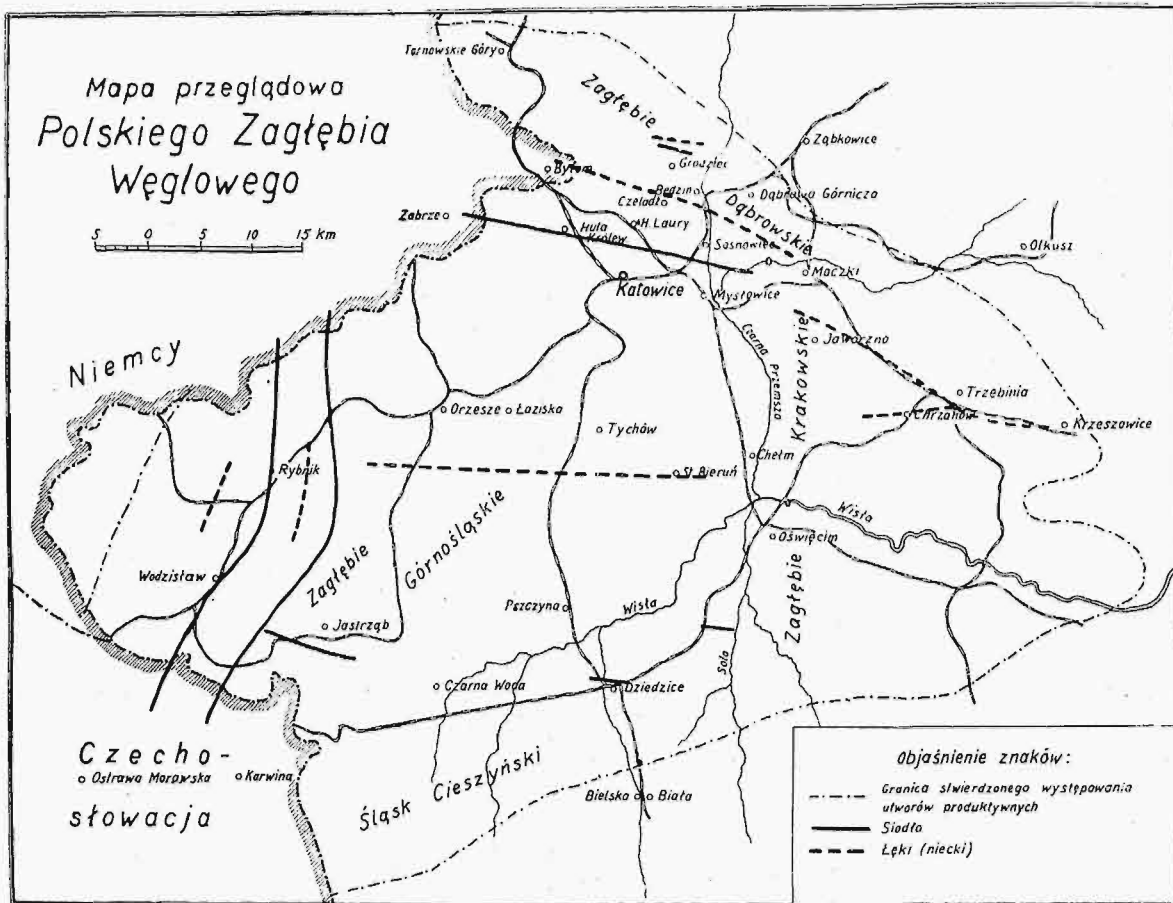 Mapa przeglądowa
Polskiego Zagłębia
Węglowego
5 0 5 10 15 km
Tarnowskie Góry
Zagłębie
Dąbrowskie
Ząbkowice
Grodziec
Bytom
Będzin
Dąbrowa Górnicza
Czeladź
Zabrze
H. Laury
Huta
Królew
Sosnowiec
Olkusz
Maczki
Katowice
Mysłowice
Niemcy
Czarna
Przemsza
Jaworzno
Zagłębie
Krakowskie
Trzebinia
Chrzanów
Krzeszowice
Orzesze
Łaziska
Tychów
Chełm
Rybnik
St. Bieruń
Wisła
Oświęcim
Zagłębie
Górnośląskie
Wodzisław
Pszczyna
Wisła
Jastrząb
Soła
Czarna Woda
Dziedzice
Czecho-
Ostrawa Morawska
Karwina
słowacja
Śląsk Cieszyński
Bielsko
Biała
Objaśnienie znaków:
Granica stwierdzonego występowania
utworów produktywnych
Siodła
Łęki (niecki)